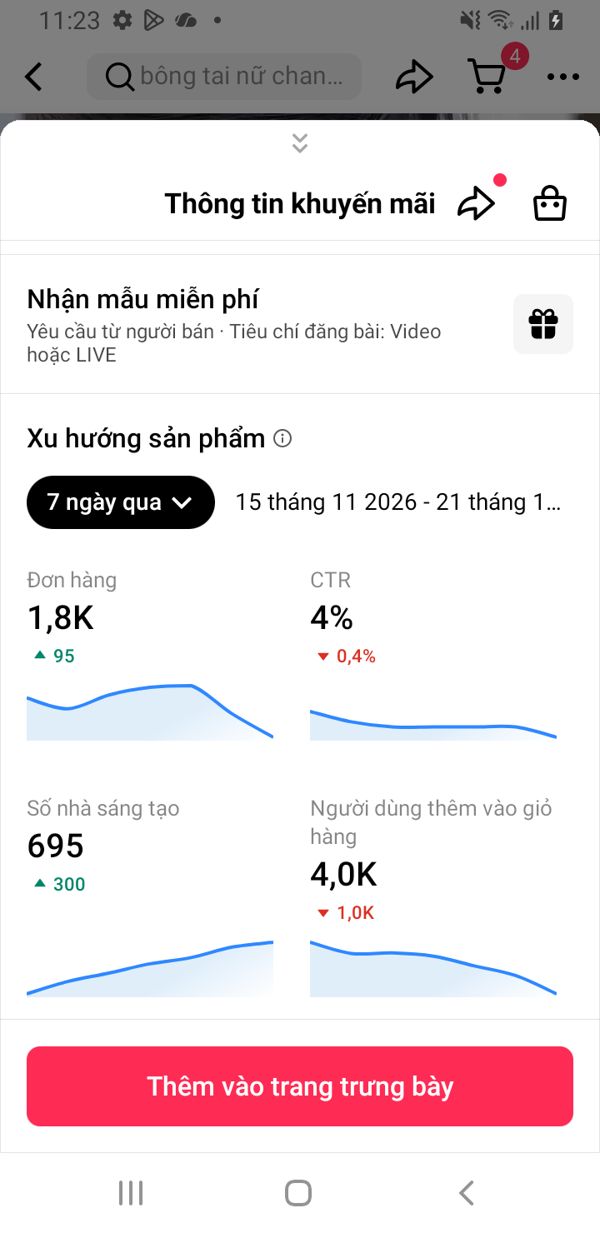 11:23
4
bông tai nữ chan...
Thông tin khuyến mãi
Nhận mẫu miễn phí
Yêu cầu từ người bán · Tiêu chí đăng bài: Video
hoặc LIVE
Xu hướng sản phẩm
7 ngày qua
15 tháng 11 2026 - 21 tháng 1...
Đơn hàng
CTR
1,8K
4%
95
0,4%
Số nhà sáng tạo
Người dùng thêm vào giỏ
hàng
695
4,0K
300
1,0K
Thêm vào trang trưng bày